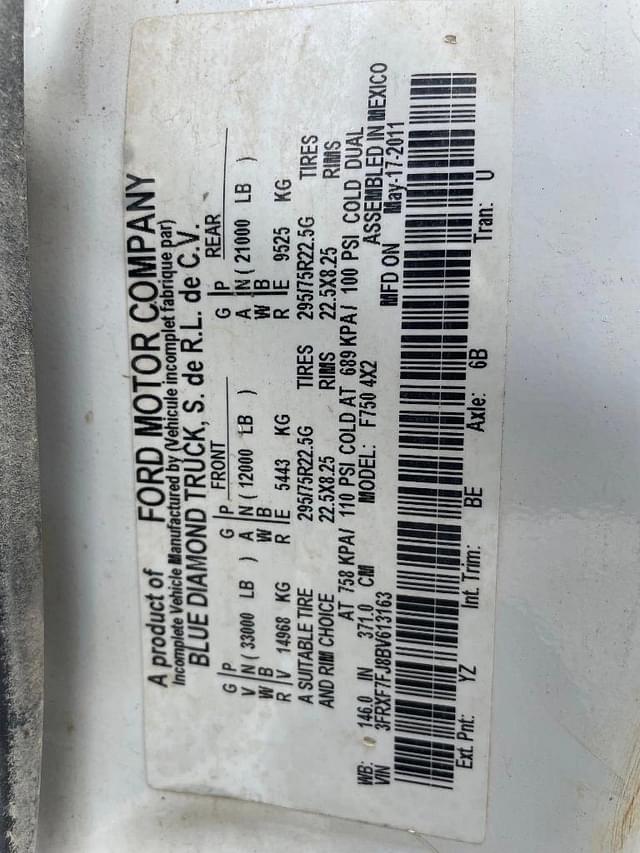 A product of FORD MOTOR COMPANY
Incomplete Vehicle Manufactured by (Vehicule incomplet fabrique par)
BLUE DIAMOND TRUCK, S. de R.L. de C.V.
FRONT REAR
G P G P G P
V N ( 33000 LB ) A N ( 12000 LB ) A N ( 21000 LB )
W B W B W B
R V 14968 KG R E 5443 KG R E 9525 KG
A SUITABLE TIRE 295/75R22.5G TIRES 295/75R22.5G TIRES
AND RIM CHOICE 22.5X8.25 RIMS 22.5X8.25 RIMS
AT 758 KPA/ 110 PSI COLD AT 689 KPA/ 100 PSI COLD DUAL
WB: 146.0 IN 371.0 CM MODEL: F750 4X2 ASSEMBLED IN MEXICO
VIN 3FRXF7FJ8BV613163 MFD ON May-17-2011
Ext. Pnt: YZ Int. Trim: BE Axle: 6B Tran: U